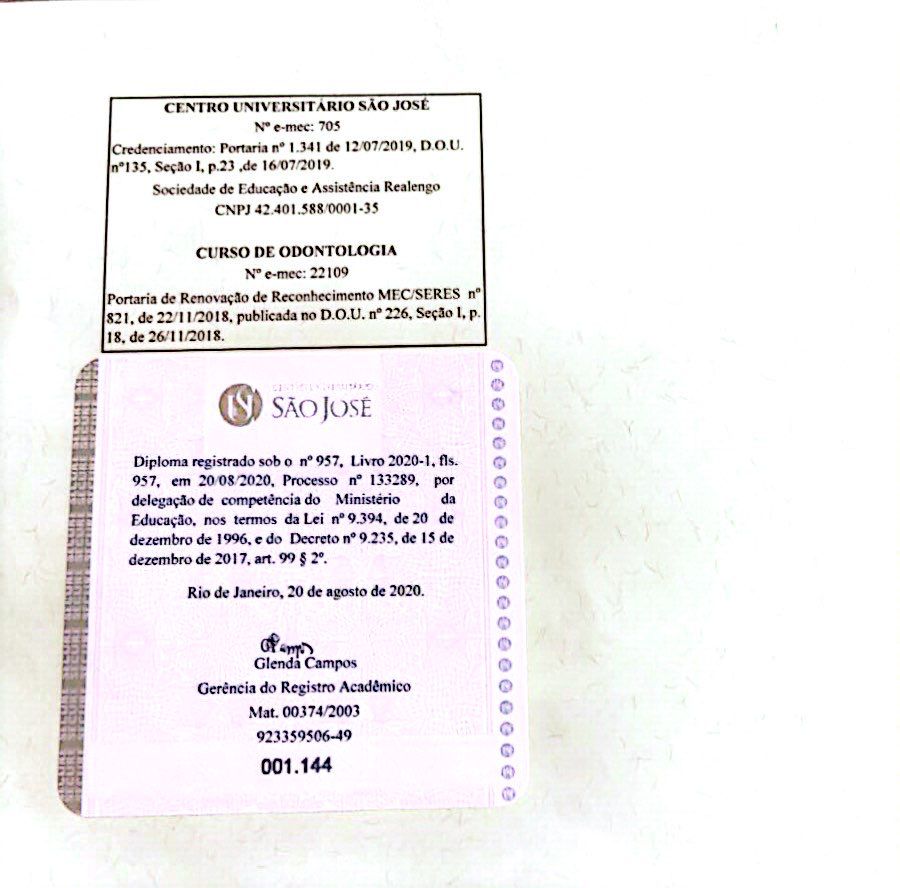 CENTRO UNIVERSITÁRIO SÃO JOSÉ
Nº e-mec: 705
Credenciamento: Portaria nº 1.341 de 12/07/2019, D.O.U.
nº135, Seção I, p.23 ,de 16/07/2019.
Sociedade de Educação e Assistência Realengo
CNPJ 42.401.588/0001-35
CURSO DE ODONTOLOGIA
Nº e-mec: 22109
Portaria de Renovação de Reconhecimento MEC/SERES nº
821, de 22/11/2018, publicada no D.O.U. nº 226, Seção I, p.
18, de 26/11/2018.
CENTRO UNIVERSITÁRIO
SÃO JOSÉ
Diploma registrado sob o nº 957, Livro 2020-1, fls.
957, em 20/08/2020, Processo nº 133289, por
delegação de competência do Ministério da
Educação, nos termos da Lei nº 9.394, de 20 de
dezembro de 1996, e do Decreto nº 9.235, de 15 de
dezembro de 2017, art. 99 § 2º.
Rio de Janeiro, 20 de agosto de 2020.
Glenda Campos
Gerência do Registro Acadêmico
Mat. 00374/2003
923359506-49
001.144